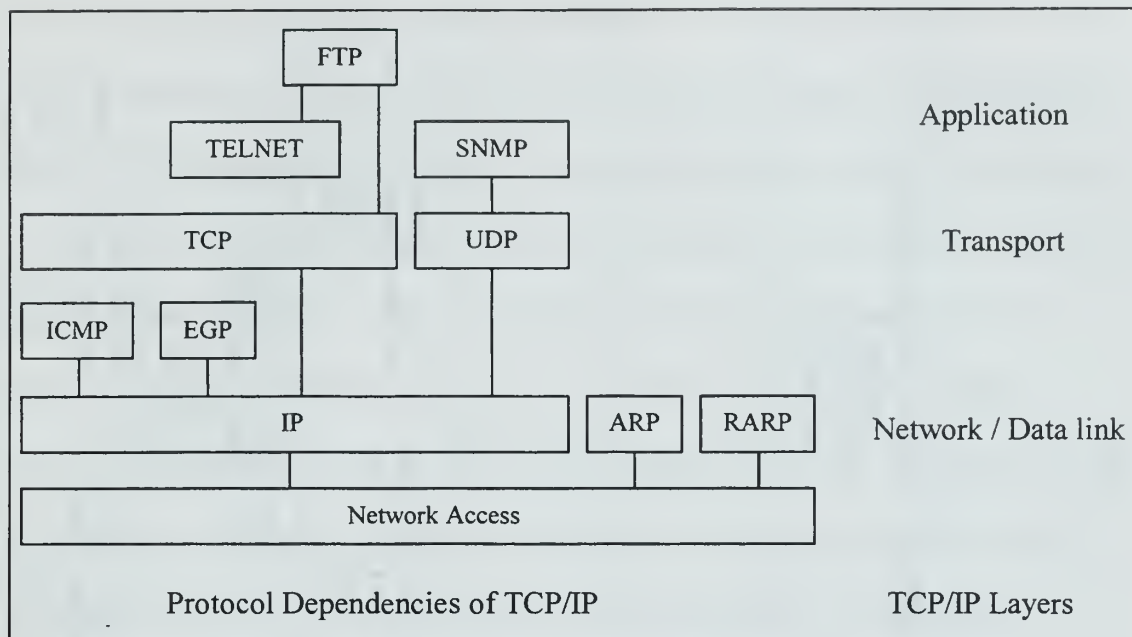 FTP
Application
TELNET SNMP
TCP UDP Transport
ICMP EGP
IP ARP RARP Network / Data link
Network Access
Protocol Dependencies of TCP/IP TCP/IP Layers